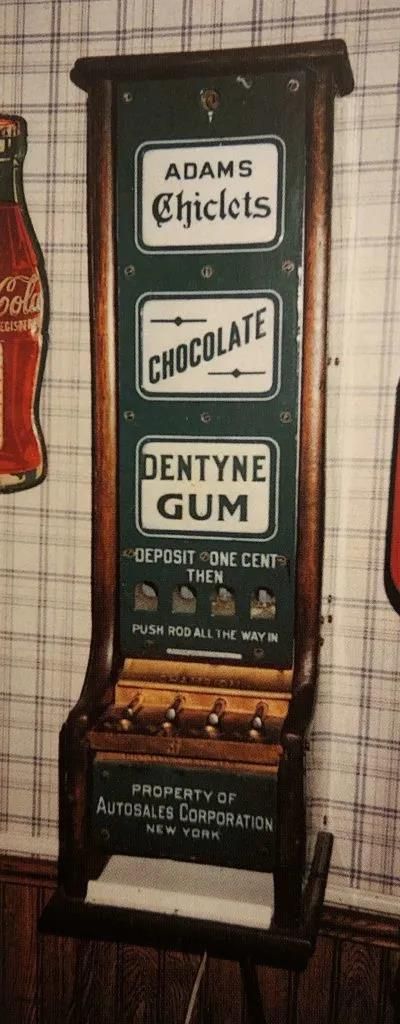 ADAMS
Chiclets
Cola
CHOCOLATE
DENTYNE
GUM
DEPOSIT ONE CENT
THEN
PUSH ROD ALL THE WAY IN
PROPERTY OF
AUTOSALES CORPORATION
NEW YORK